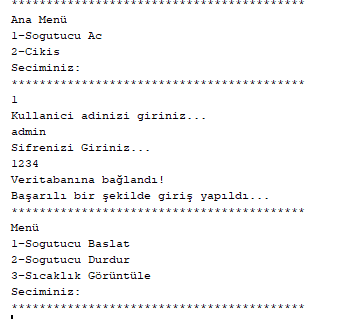 ******************************************
Ana Menü
1-Sogutucu Ac
2-Cikis
Seciminiz:
******************************************
1
Kullanici adinizi giriniz...
admin
Sifrenizi Giriniz...
1234
Veritabanına bağlandı!
Başarılı bir şekilde giriş yapıldı...
******************************************
Menü
1-Sogutucu Baslat
2-Sogutucu Durdur
3-Sıcaklık Görüntüle
Seciminiz:
******************************************